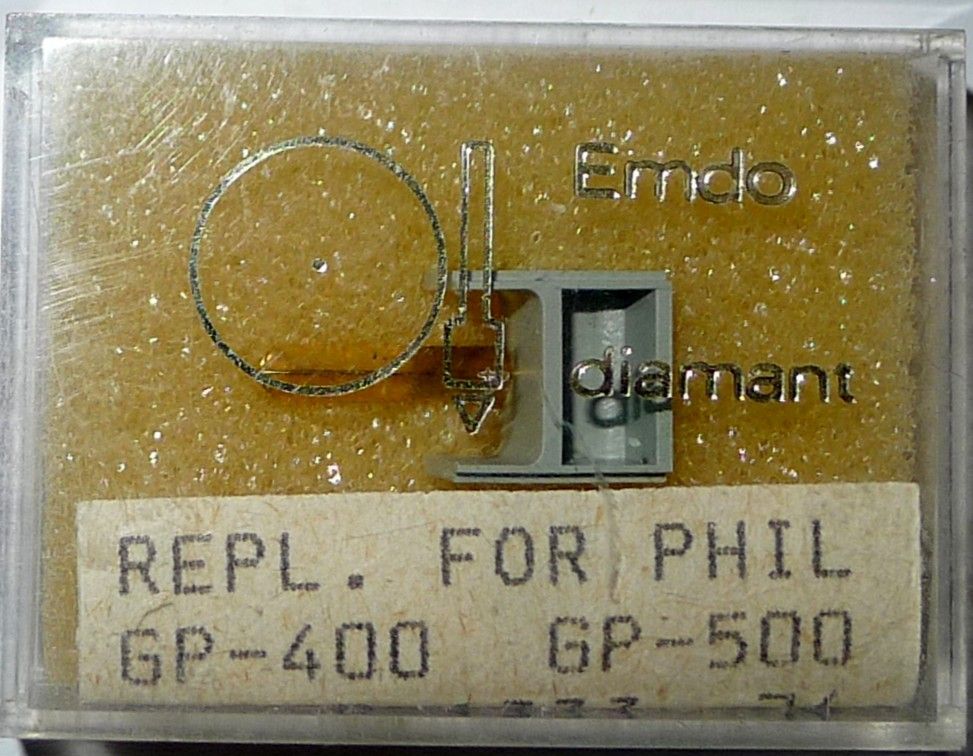 Emdo
diamant
REPL. FOR PHIL
GP-400 GP-500